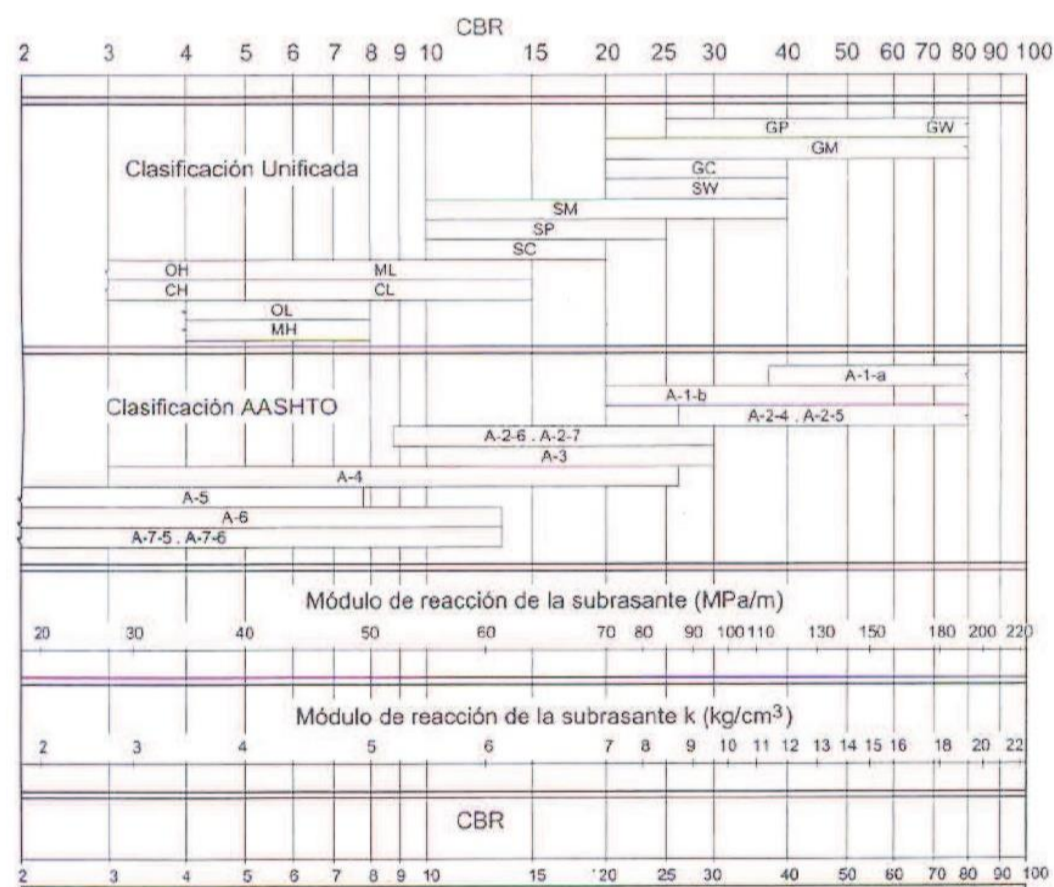 CBR
2 3 4 5 6 7 8 9 10 15 20 25 30 40 50 60 70 80 90 100
GP GW
GM
Clasificación Unificada
GC
SW
SM
SP
SC
OH ML
CH CL
OL
MH
A-1-a
A-1-b
Clasificación AASHTO
A-2-4 . A-2-5
A-2-6 . A-2-7
A-3
A-4
A-5
A-6
A-7-5 . A-7-6
Módulo de reacción de la subrasante (MPa/m)
20 30 40 50 60 70 80 90 100 110 130 150 180 200 220
Módulo de reacción de la subrasante k (kg/cm³)
2 3 4 5 6 7 8 9 10 11 12 13 14 15 16 18 20 22
CBR
2 3 4 5 6 7 8 9 10 15 20 25 30 40 50 60 70 80 90 100